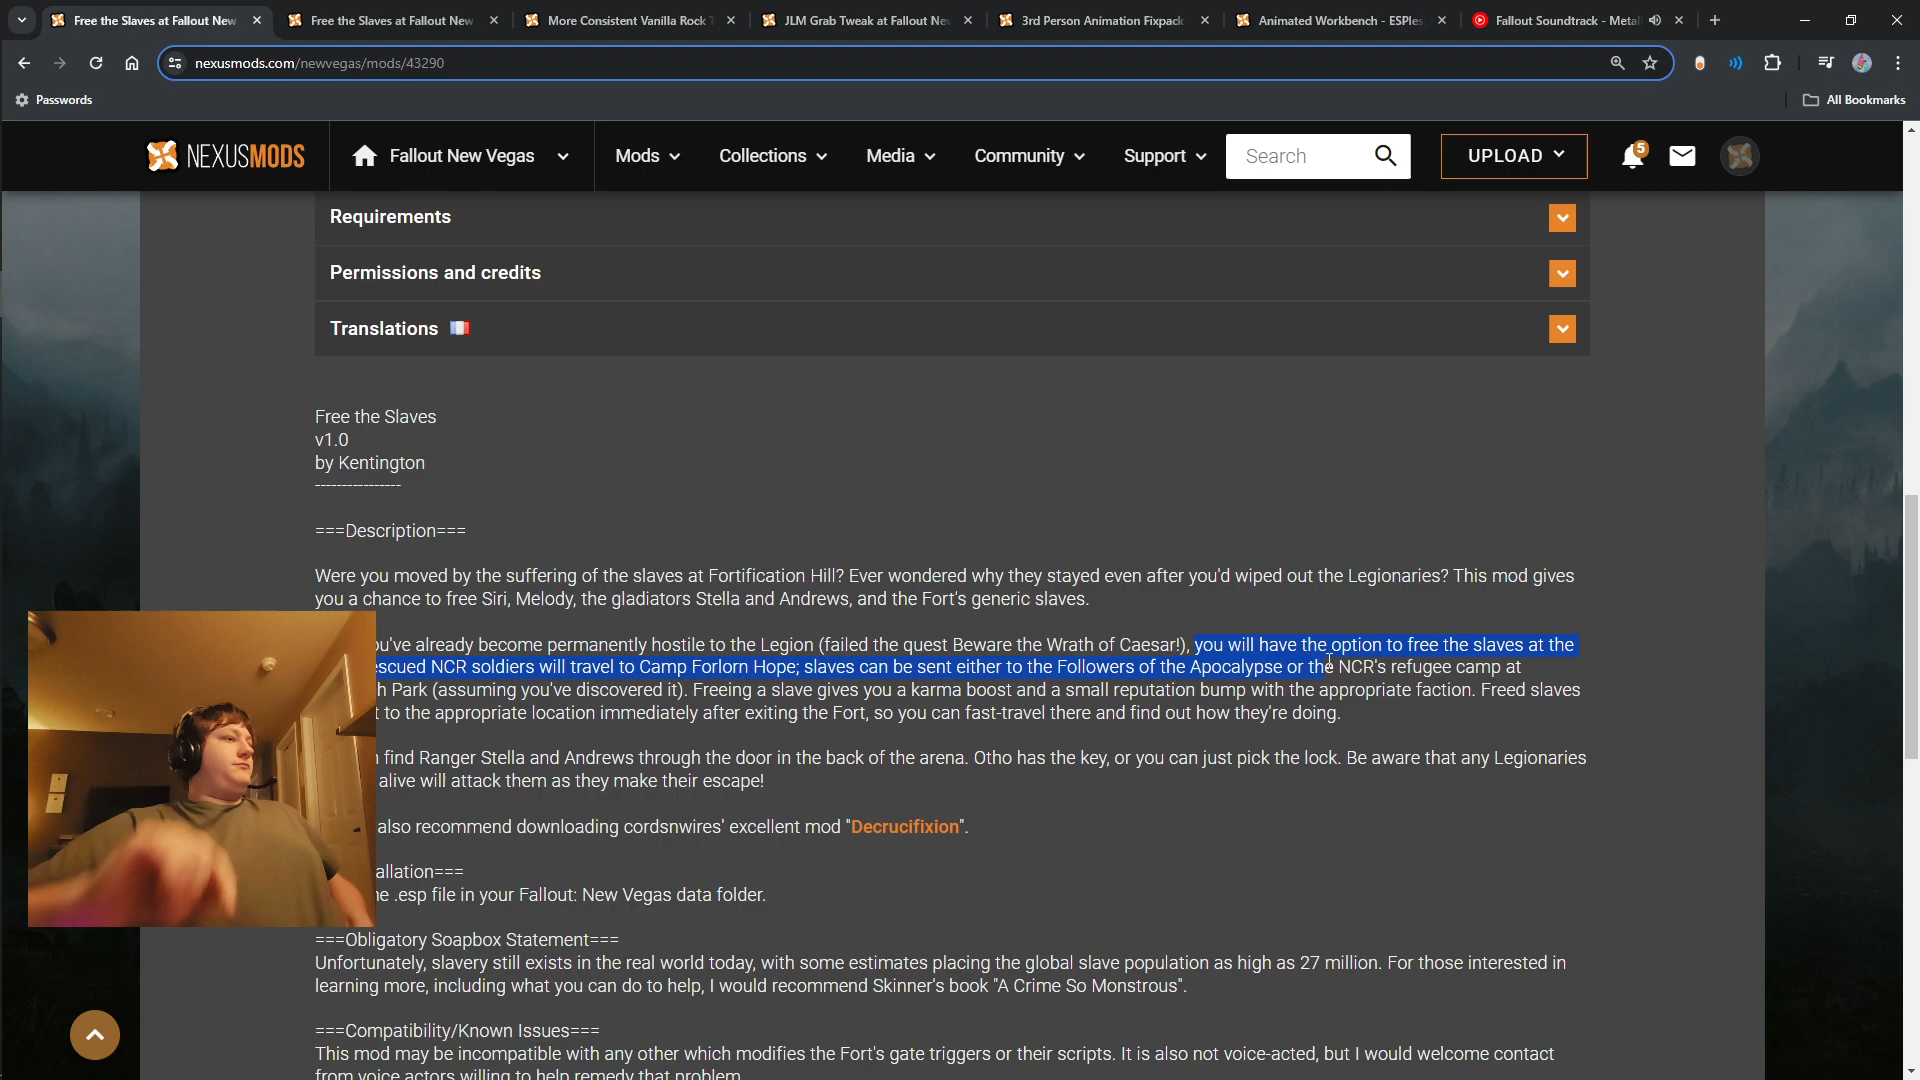 Free the Slaves at Fallout New
Free the Slaves at Fallout New
More Consistent Vanilla Rock
JLM Grab Tweak at Fallout Ne
3rd Person Animation Fixpack
Animated Workbench - ESPles
Fallout Soundtrack - Metal
nexusmods.com/newvegas/mods/43290
Passwords
All Bookmarks
NEXUSMODS
Fallout New Vegas
Mods
Collections
Media
Community
Support
Search
UPLOAD
5
Requirements
Permissions and credits
Translations
Free the Slaves
v1.0
by Kentington
----------------
===Description===
Were you moved by the suffering of the slaves at Fortification Hill? Ever wondered why they stayed even after you'd wiped out the Legionaries? This mod gives
you a chance to free Siri, Melody, the gladiators Stella and Andrews, and the Fort's generic slaves.
ou've already become permanently hostile to the Legion (failed the quest Beware the Wrath of Caesar!), you will have the option to free the slaves at the
escued NCR soldiers will travel to Camp Forlorn Hope; slaves can be sent either to the Followers of the Apocalypse or the NCR's refugee camp at
h Park (assuming you've discovered it). Freeing a slave gives you a karma boost and a small reputation bump with the appropriate faction. Freed slaves
t to the appropriate location immediately after exiting the Fort, so you can fast-travel there and find out how they're doing.
find Ranger Stella and Andrews through the door in the back of the arena. Otho has the key, or you can just pick the lock. Be aware that any Legionaries
alive will attack them as they make their escape!
also recommend downloading cordsnwires' excellent mod "Decrucifixion".
allation===
he .esp file in your Fallout: New Vegas data folder.
===Obligatory Soapbox Statement===
Unfortunately, slavery still exists in the real world today, with some estimates placing the global slave population as high as 27 million. For those interested in
learning more, including what you can do to help, I would recommend Skinner's book "A Crime So Monstrous".
===Compatibility/Known Issues===
This mod may be incompatible with any other which modifies the Fort's gate triggers or their scripts. It is also not voice-acted, but I would welcome contact
from voice actors willing to help remedy that problem.